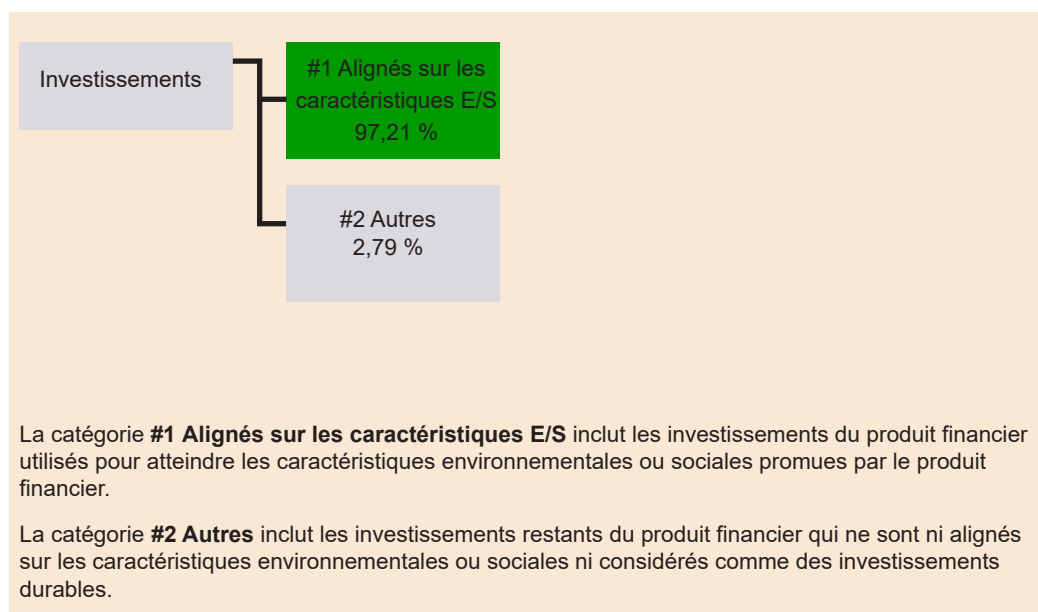 Investissements
#1 Alignés sur les
caractéristiques E/S
97,21 %
#2 Autres
2,79 %
La catégorie #1 Alignés sur les caractéristiques E/S inclut les investissements du produit financier
utilisés pour atteindre les caractéristiques environnementales ou sociales promues par le produit
financier.
La catégorie #2 Autres inclut les investissements restants du produit financier qui ne sont ni alignés
sur les caractéristiques environnementales ou sociales ni considérés comme des investissements
durables.